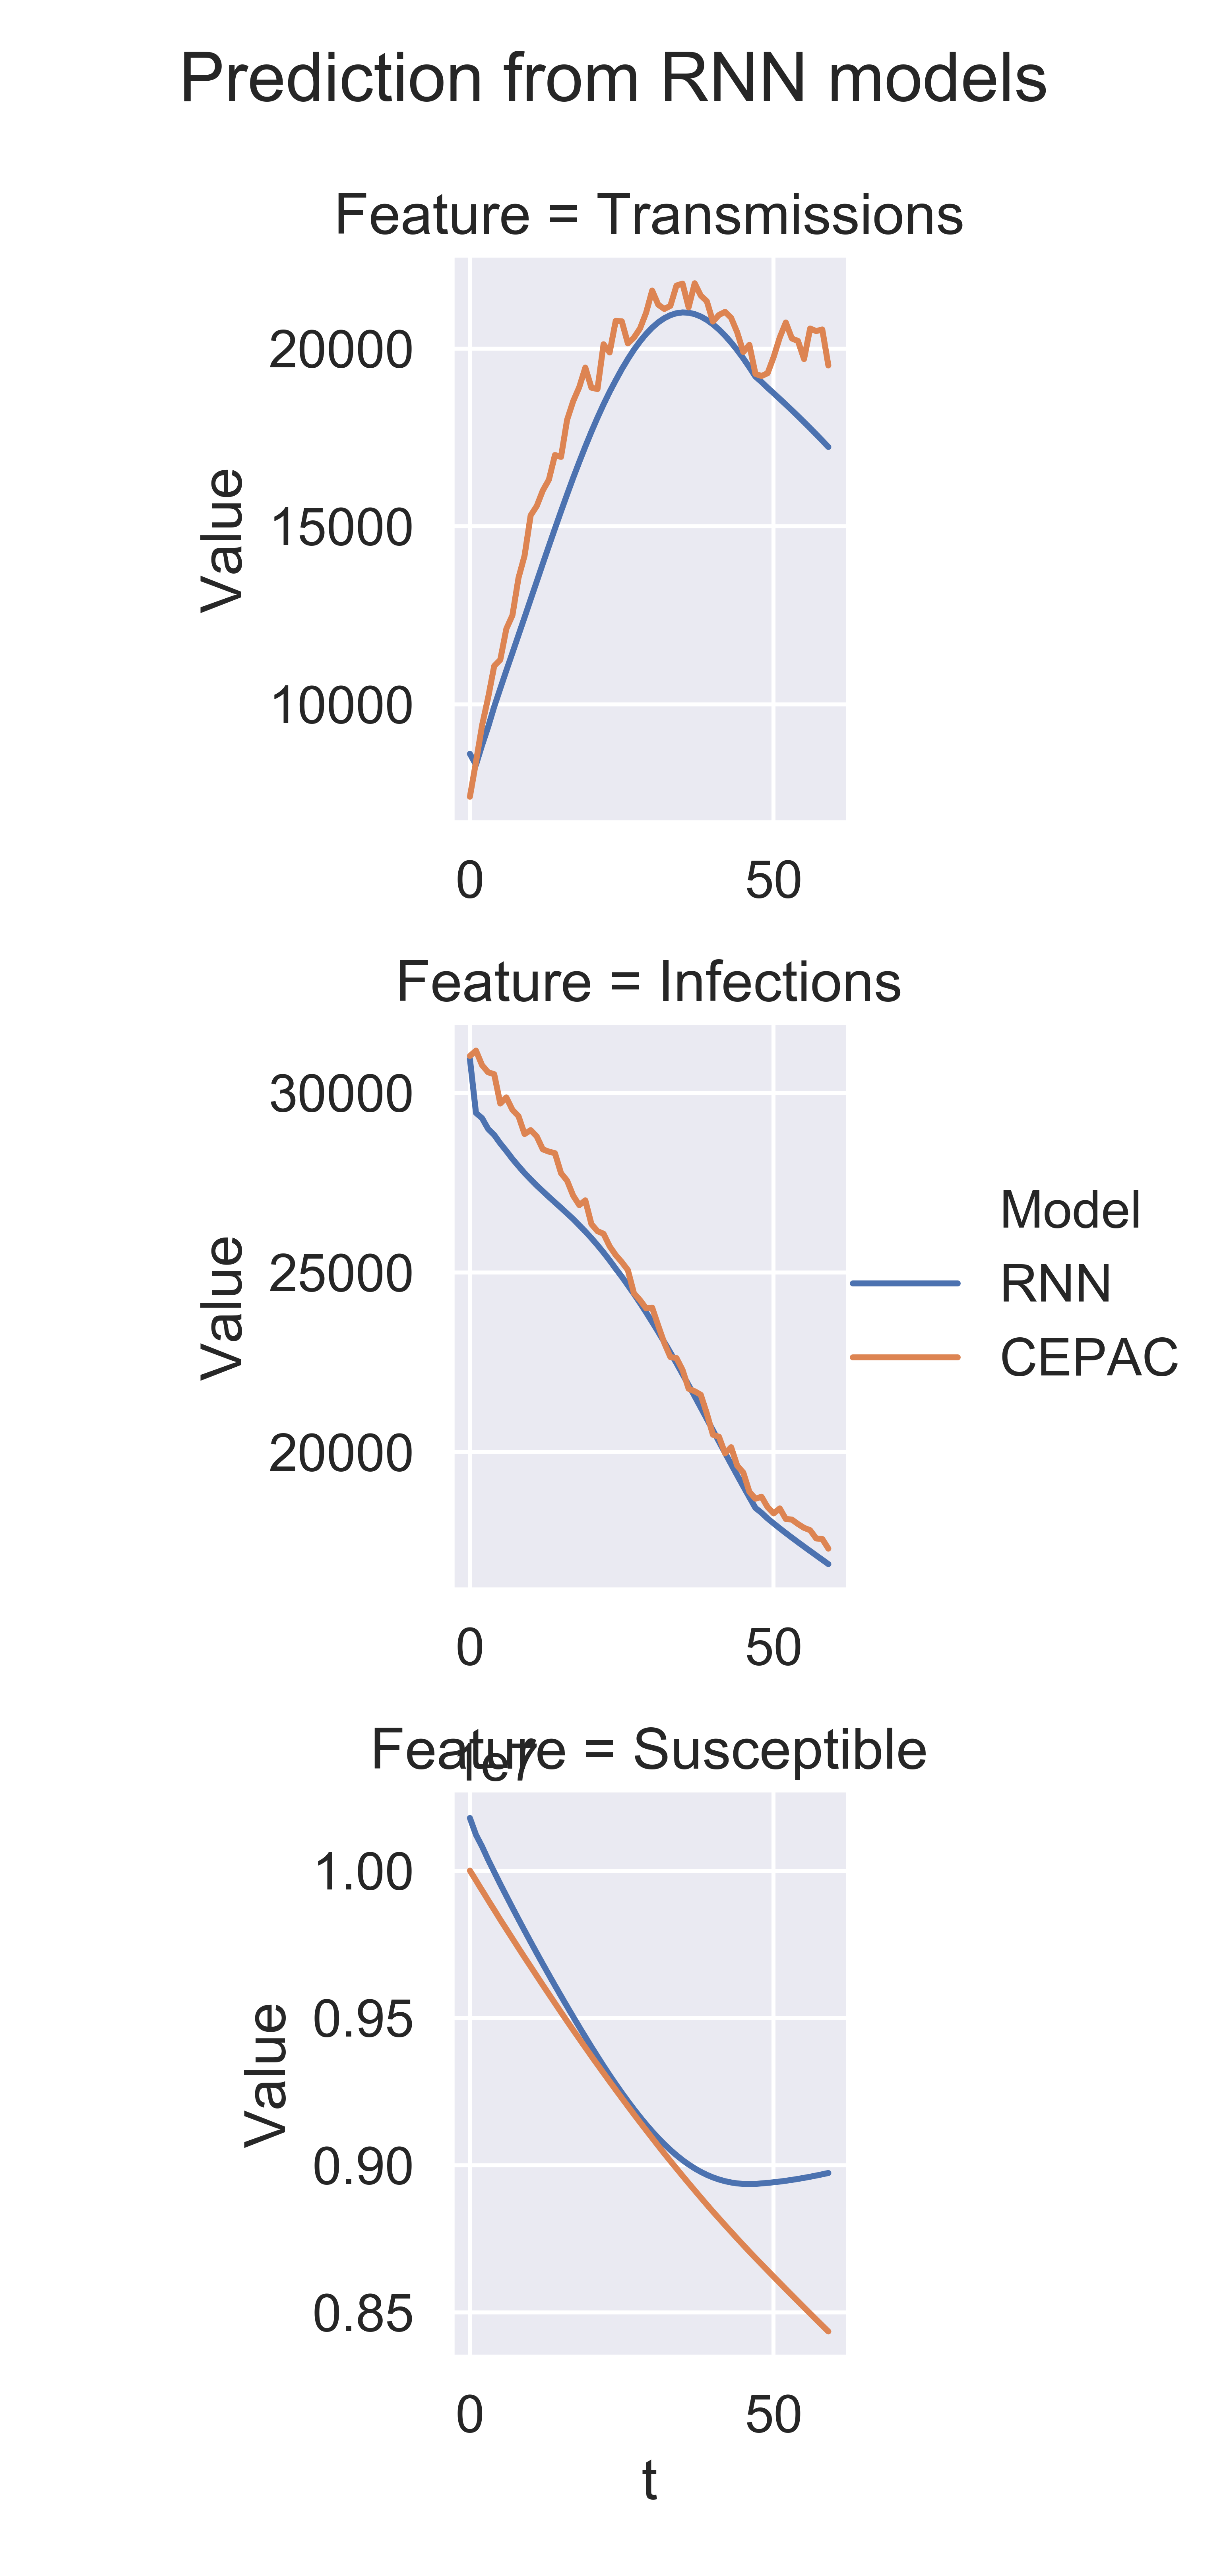 Prediction from RNN models
Feature = Transmissions
Value
20000
15000
10000
0 50
Feature = Infections
Value
30000
25000
20000
0 50
Model
RNN
CEPAC
Feature = Susceptible
1e7
Value
1.00
0.95
0.90
0.85
0 50
t